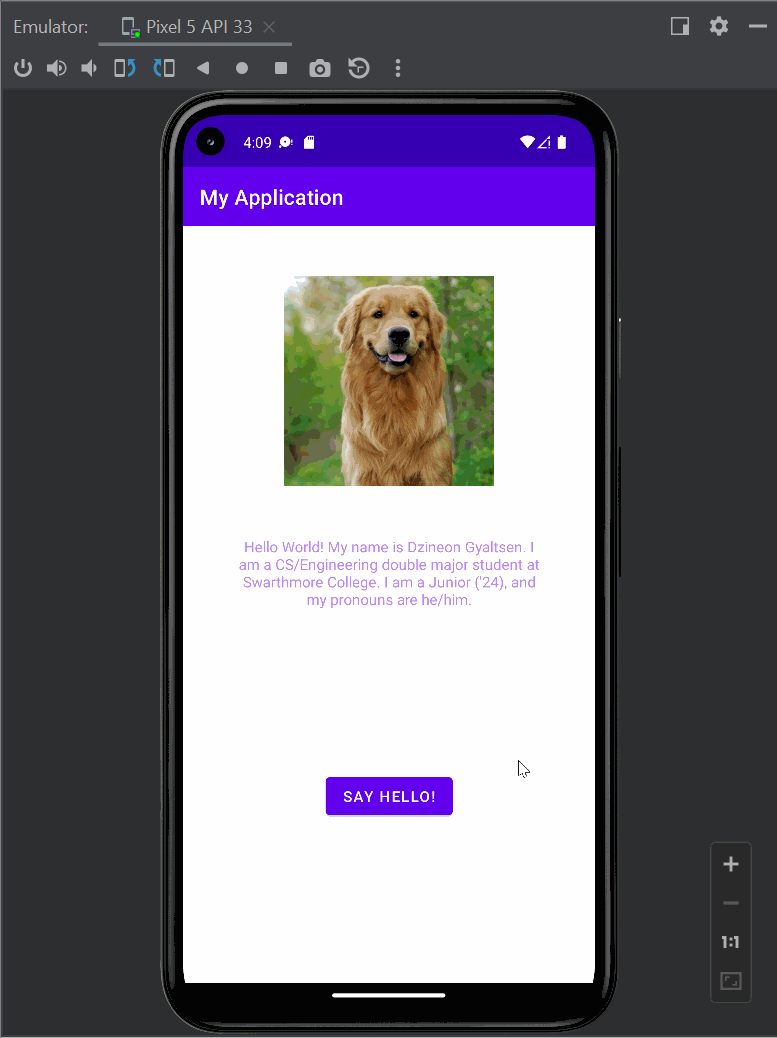 Emulator: Pixel 5 API 33
4:09
My Application
Hello World! My name is Dzineon Gyaltsen. I
am a CS/Engineering double major student at
Swarthmore College. I am a Junior ('24), and
my pronouns are he/him.
SAY HELLO!
1:1